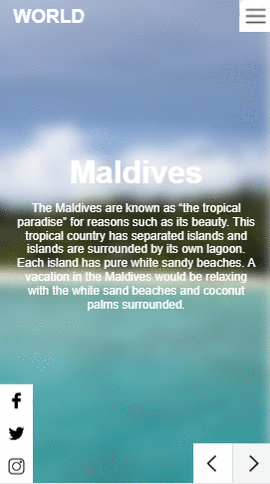 WORLD
Maldives
The Maldives are known as “the tropical
paradise” for reasons such as its beauty. This
tropical country has separated islands and
islands are surrounded by its own lagoon.
Each island has pure white sandy beaches. A
vacation in the Maldives would be relaxing
with the white sand beaches and coconut
palms surrounded.